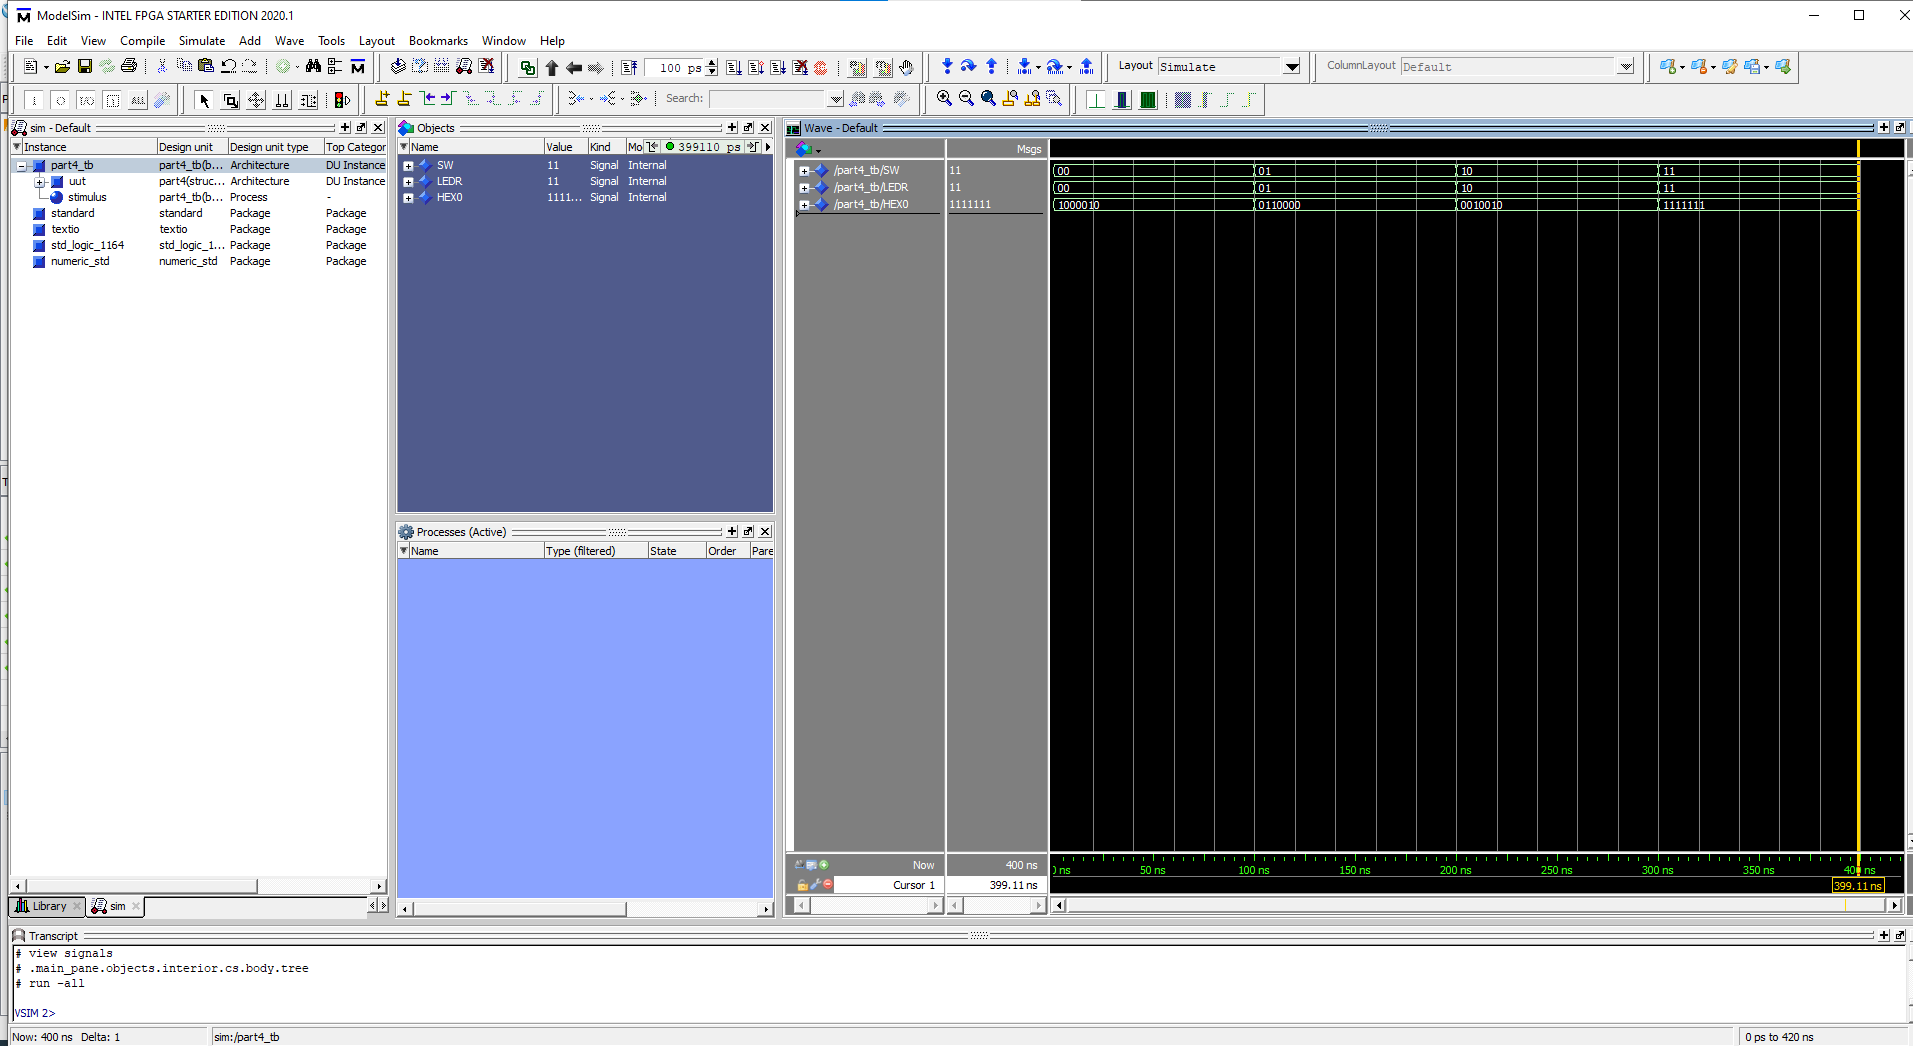 ModelSim - INTEL FPGA STARTER EDITION 2020.1
File Edit View Compile Simulate Add Wave Tools Layout Bookmarks Window Help
100 ps
Layout Simulate
ColumnLayout Default
Search:
sim - Default
Instance Design unit Design unit type Top Categor
part4_tb part4_tb(b... Architecture DU Instance
uut part4(struc... Architecture DU Instance
stimulus part4_tb(b... Process -
standard standard Package Package
textio textio Package Package
std_logic_1164 std_logic_1... Package Package
numeric_std numeric_std Package Package
Library sim
Objects
Name Value Kind Mo 399110 ps
SW 11 Signal Internal
LEDR 11 Signal Internal
HEX0 1111... Signal Internal
Processes (Active)
Name Type (filtered) State Order Pare
Wave - Default
Msgs
/part4_tb/SW 11 00 01 10 11
/part4_tb/LEDR 11 00 01 10 11
/part4_tb/HEX0 1111111 1000010 0110000 0010010 1111111
Now 400 ns
ns 50 ns 100 ns 150 ns 200 ns 250 ns 300 ns 350 ns 400 ns
Cursor 1 399.11 ns 399.11 ns
Transcript
# view signals
# .main_pane.objects.interior.cs.body.tree
# run -all
VSIM 2>
Now: 400 ns Delta: 1 sim:/part4_tb 0 ps to 420 ns